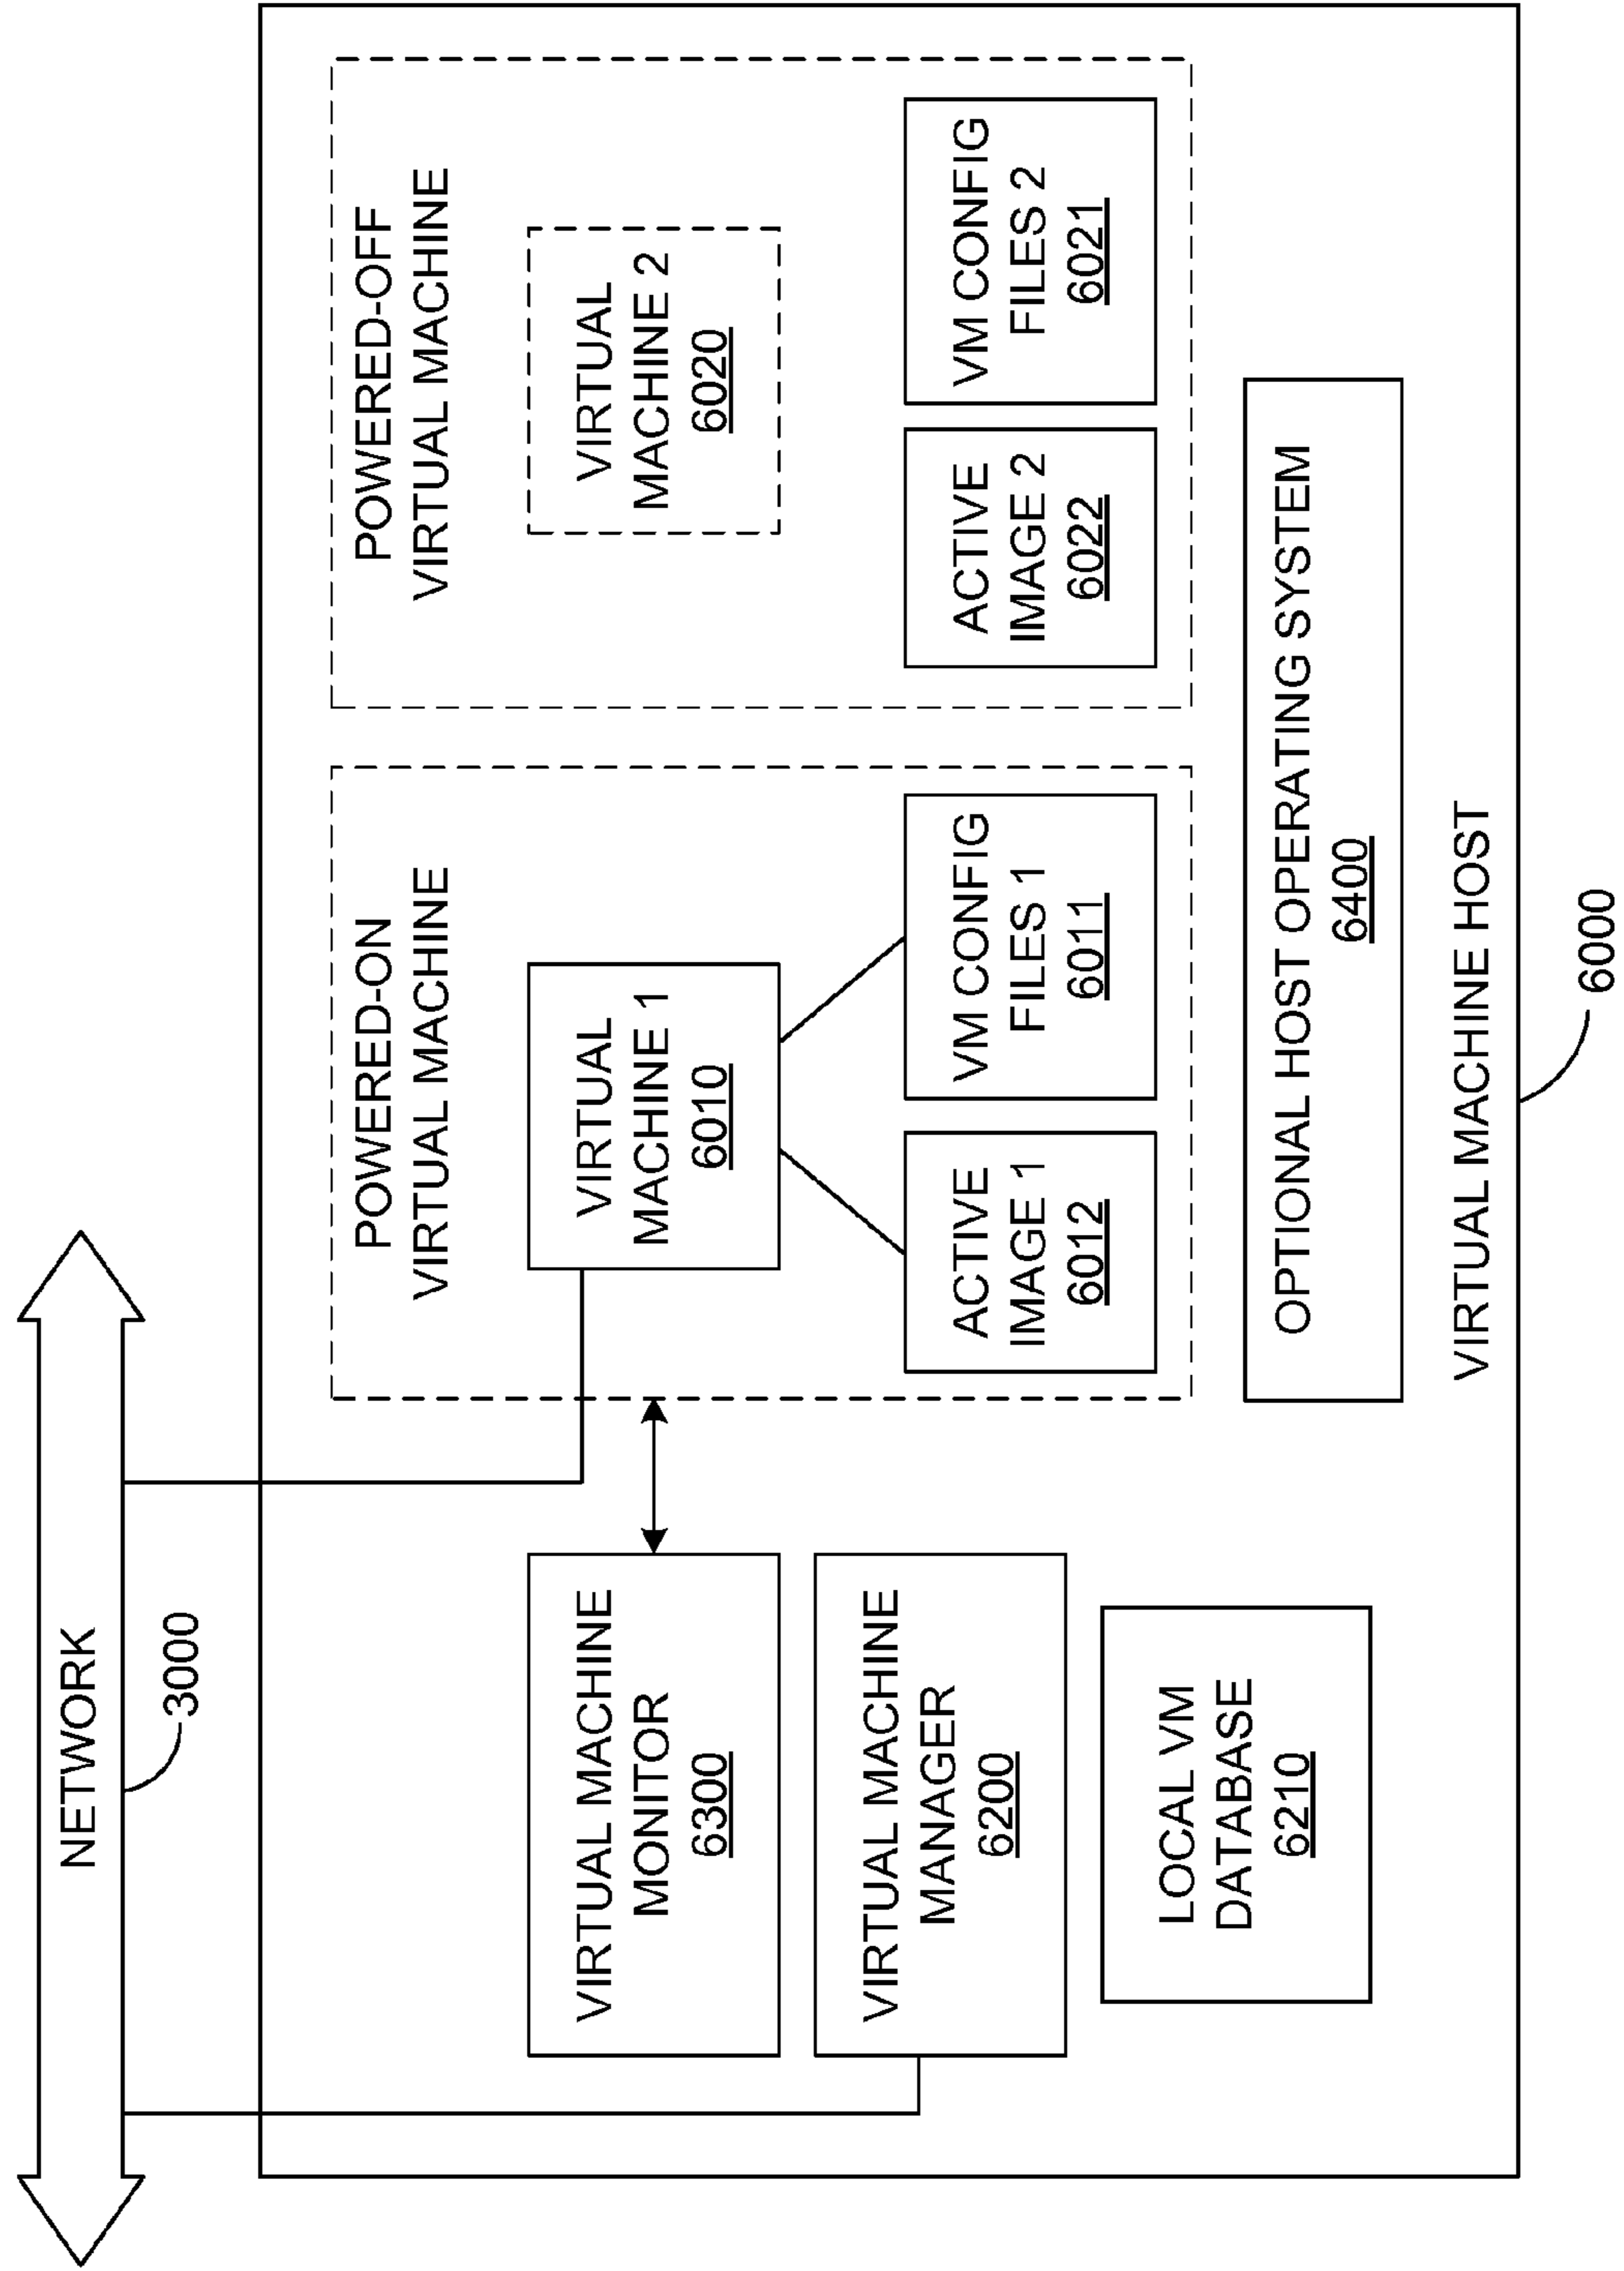 NETWORK
3000
POWERED-ON
VIRTUAL MACHINE
POWERED-OFF
VIRTUAL MACHINE
VIRTUAL MACHINE
MONITOR
6300
VIRTUAL
MACHINE 1
6010
VIRTUAL
MACHINE 2
6020
VIRTUAL MACHINE
MANAGER
6200
ACTIVE
IMAGE 1
6012
VM CONFIG
FILES 1
6011
ACTIVE
IMAGE 2
6022
VM CONFIG
FILES 2
6021
LOCAL VM
DATABASE
6210
OPTIONAL HOST OPERATING SYSTEM
6400
VIRTUAL MACHINE HOST
6000